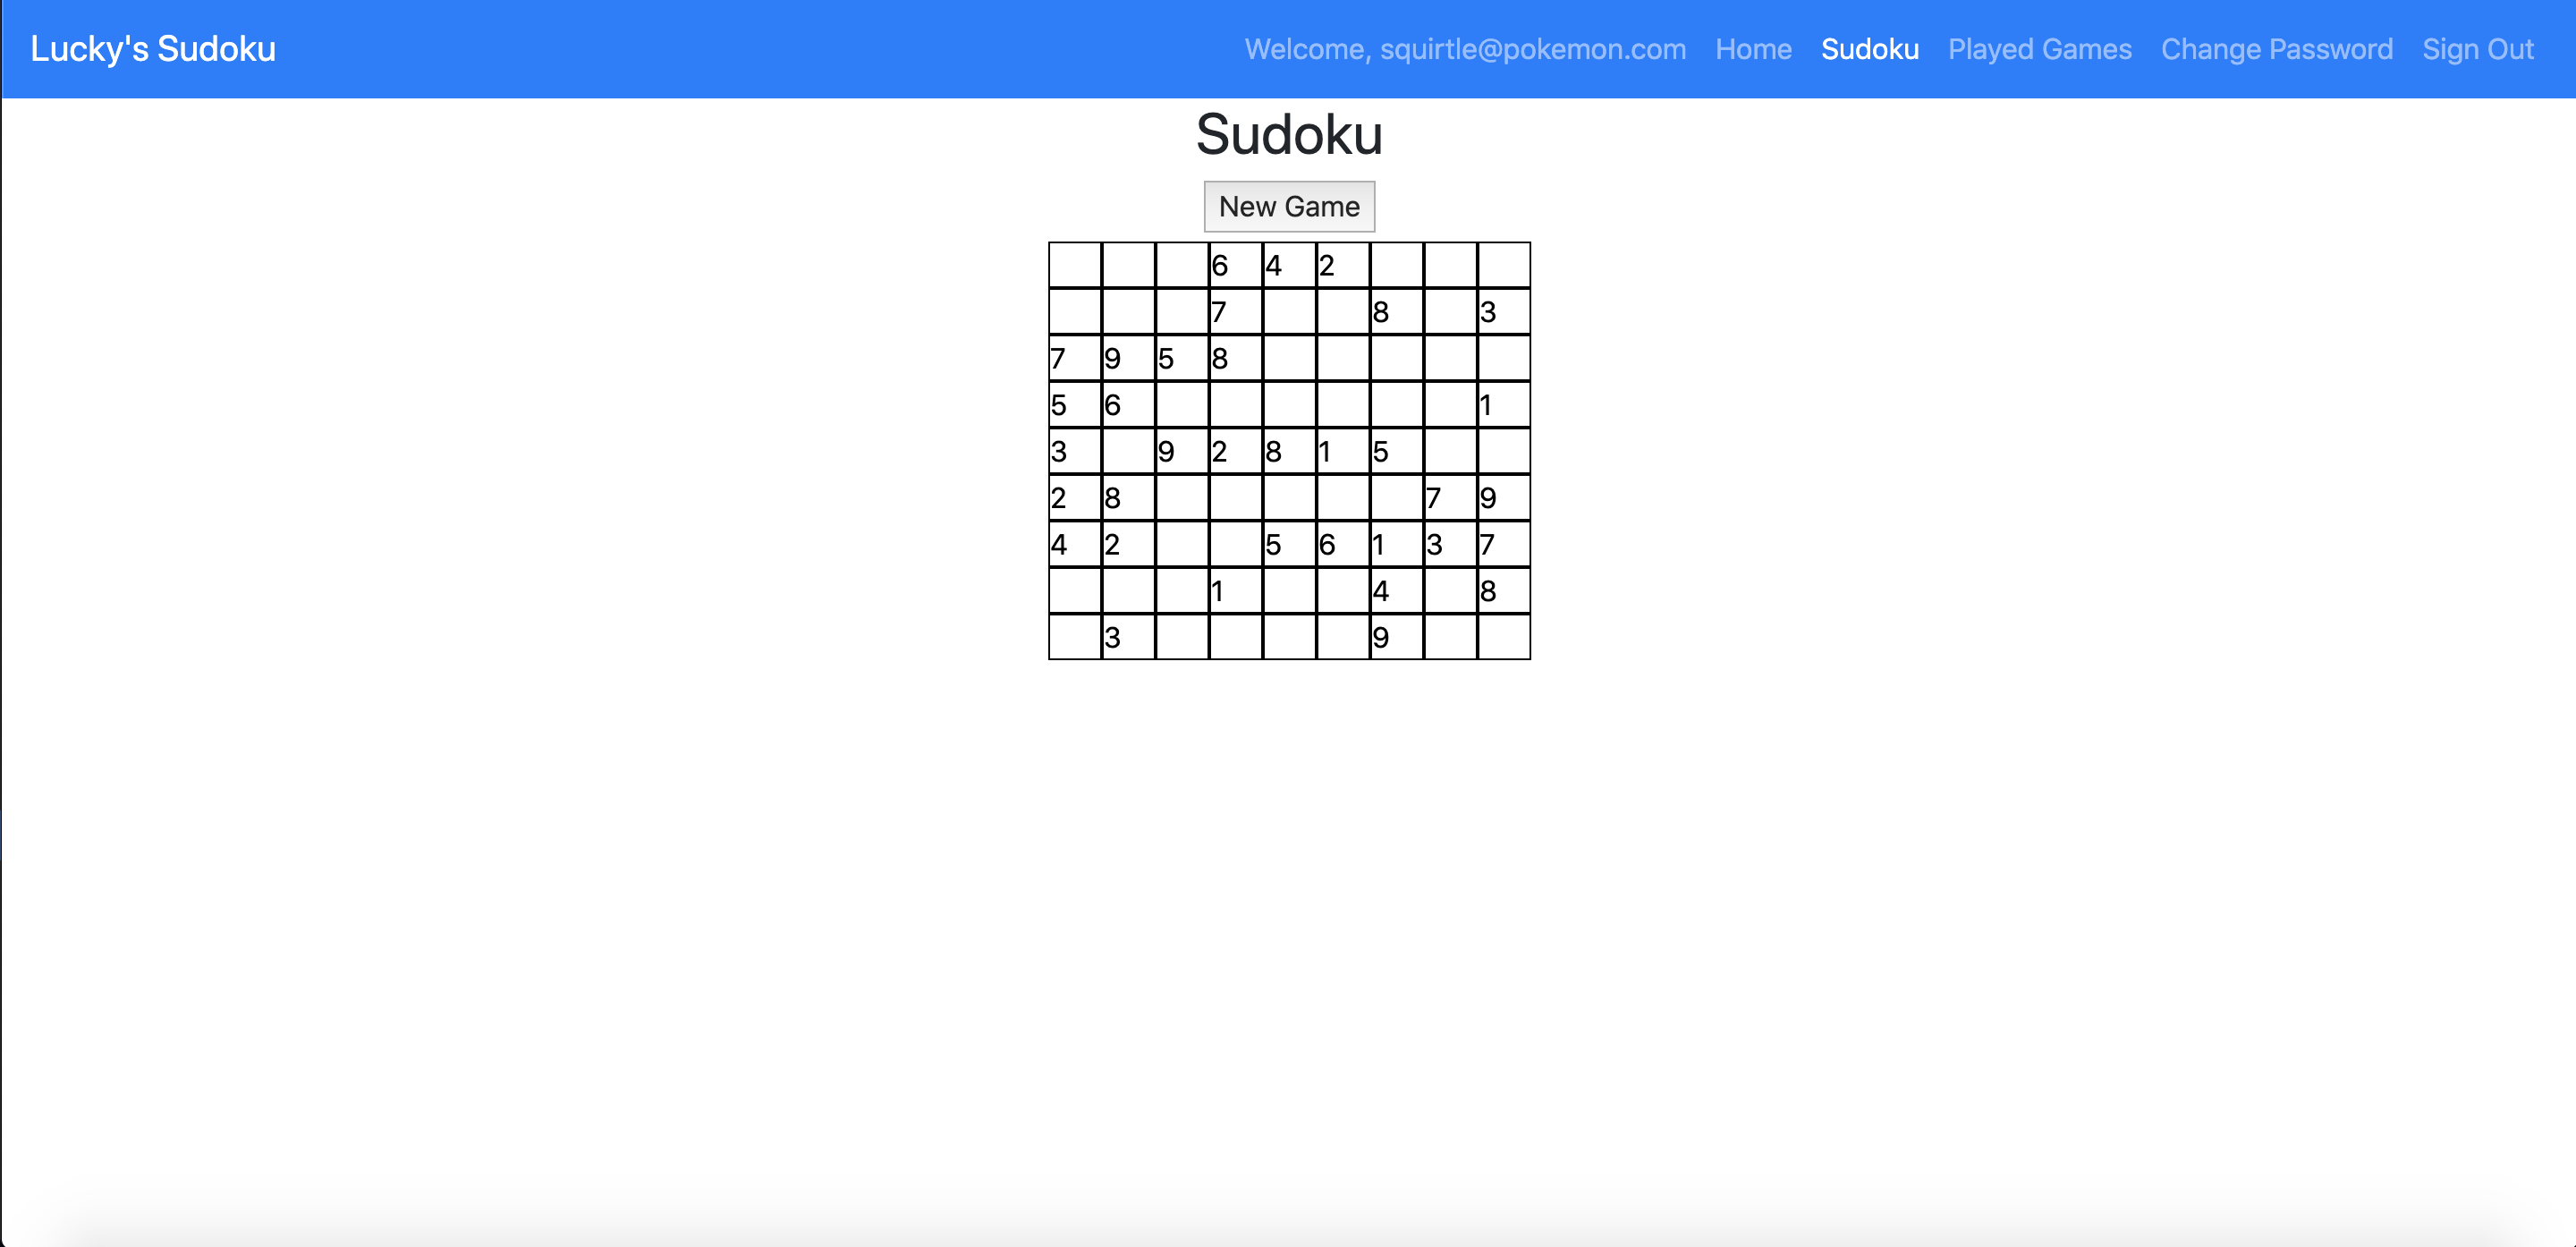 Lucky's Sudoku Welcome, squirtle@pokemon.com Home Sudoku Played Games Change Password Sign Out
Sudoku
New Game
6 4 2
7 8 3
7 9 5 8
5 6 1
3 9 2 8 1 5
2 8 7 9
4 2 5 6 1 3 7
1 4 8
3 9